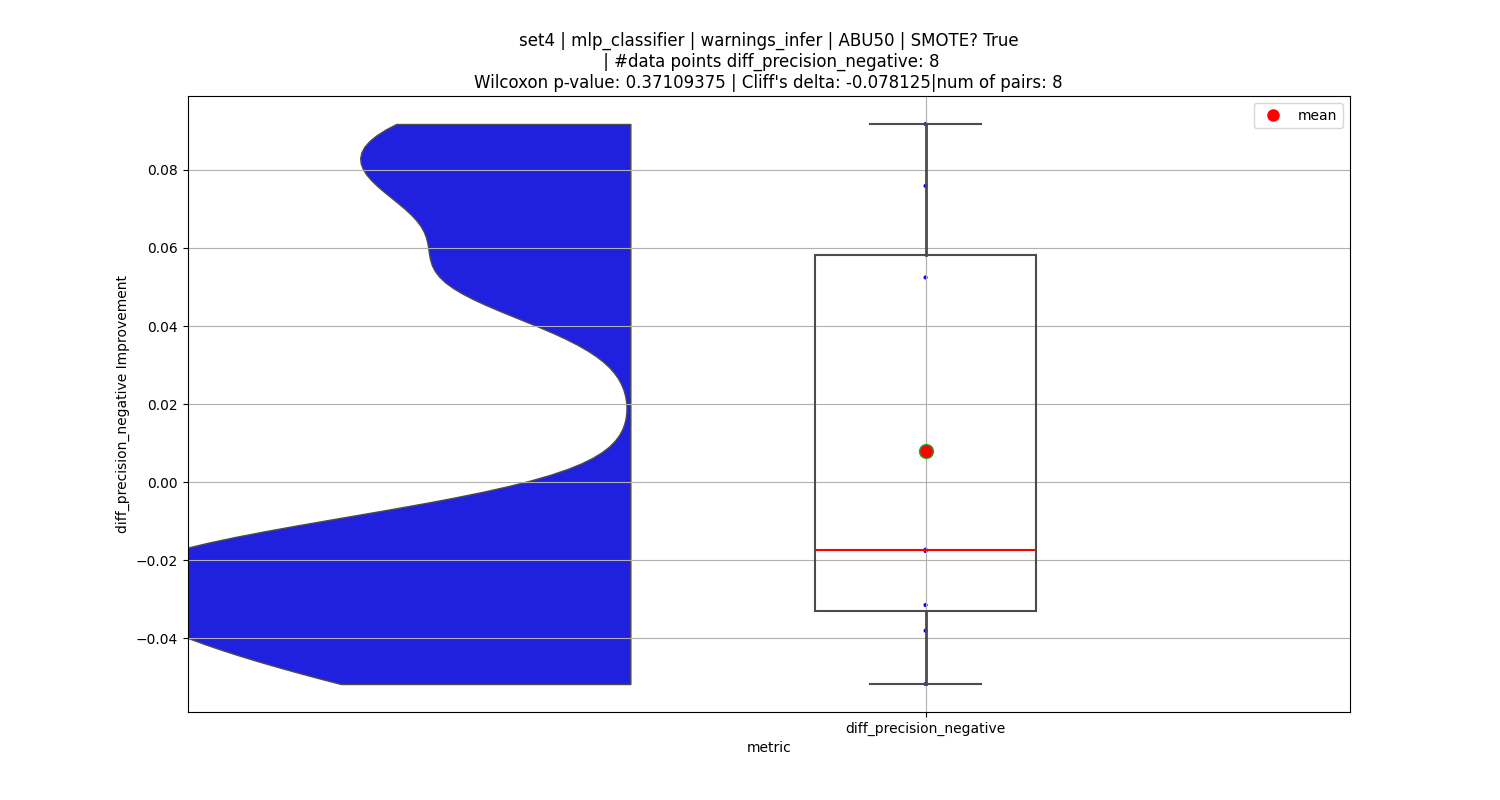 set4 | mlp_classifier | warnings_infer | ABU50 | SMOTE? True
| #data points diff_precision_negative: 8
Wilcoxon p-value: 0.37109375 | Cliff's delta: -0.078125|num of pairs: 8
mean
0.08
0.06
0.04
0.02
0.00
−0.02
−0.04
diff_precision_negative Improvement
diff_precision_negative
metric